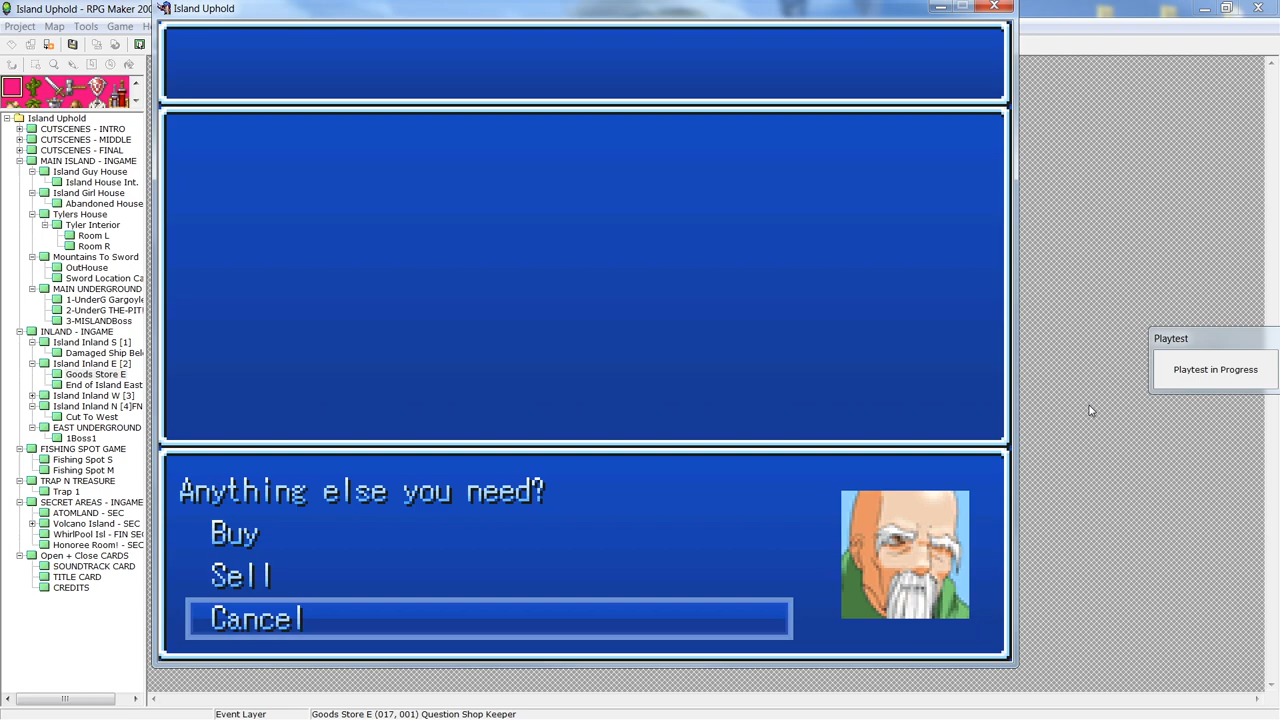 Island Uphold - RPG Maker 200
Island Uphold
Project Map Tools Game H
Island Uphold
CUTSCENES - INTRO
CUTSCENES - MIDDLE
CUTSCENES - FINAL
MAIN ISLAND - INGAME
Island Guy House
Island House Int.
Island Girl House
Abandoned House
Tylers House
Tyler Interior
Room L
Room R
Mountains To Sword
OutHouse
Sword Location Ca
MAIN UNDERGROUND
1-UnderG Gargoyl
2-UnderG THE-PIT!
3-MISLANDBoss
INLAND - INGAME
Island Inland S [1]
Damaged Ship Bel
Island Inland E [2]
Goods Store E
End of Island East
Island Inland W [3]
Island Inland N [4]FN
Cut To West
EAST UNDERGROUND
1Boss1
FISHING SPOT GAME
Fishing Spot S
Fishing Spot M
TRAP N TREASURE
Trap 1
SECRET AREAS - INGAME
ATOMLAND - SEC
Volcano Island - SEC
WhirlPool Isl - FIN SEC
Honoree Room! - SEC
Open + Close CARDS
SOUNDTRACK CARD
TITLE CARD
CREDITS
Anything else you need?
Buy
Sell
Cancel
Playtest
Playtest in Progress
Event Layer
Goods Store E (017, 001) Question Shop Keeper